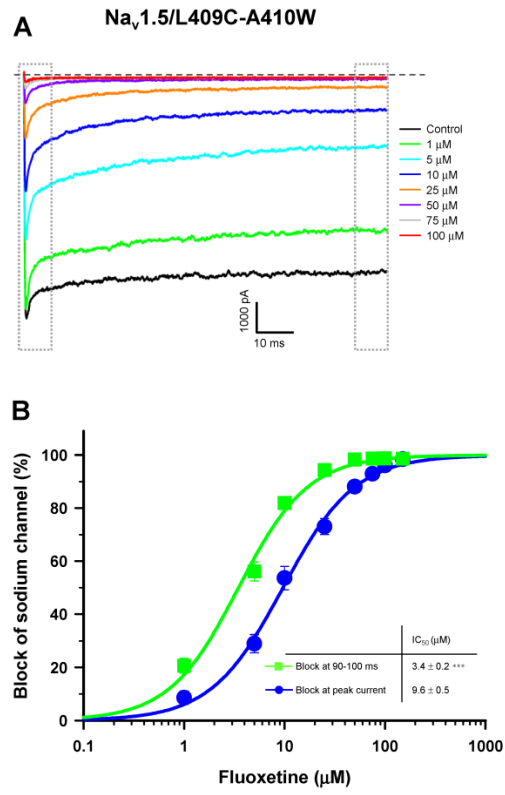 A
Naᵥ1.5/L409C-A410W
Control
1 μM
5 μM
10 μM
25 μM
50 μM
75 μM
100 μM
1000 pA
10 ms
B
Block of sodium channel (%)
100
80
60
40
20
0
IC₅₀ (μM)
Block at 90-100 ms 3.4 ± 0.2 ***
Block at peak current 9.6 ± 0.5
0.1 1 10 100 1000
Fluoxetine (μM)